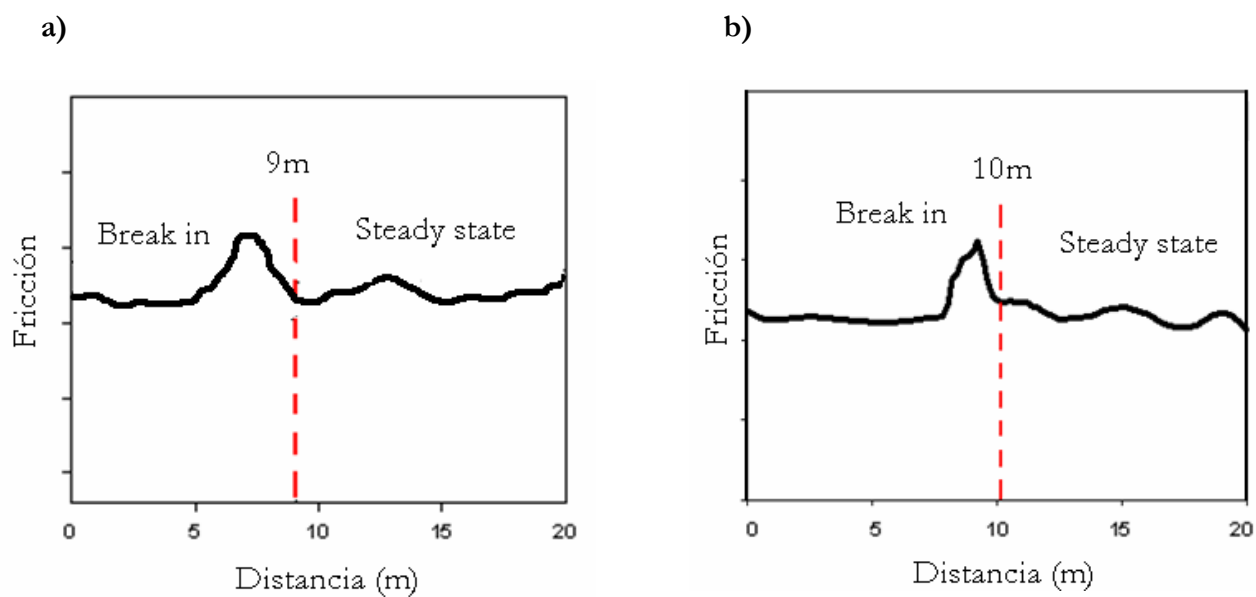 a)
9m
Break in
Steady state
Fricción
0 5 10 15 20
Distancia (m)
b)
10m
Break in
Steady state
Fricción
0 5 10 15 20
Distancia (m)